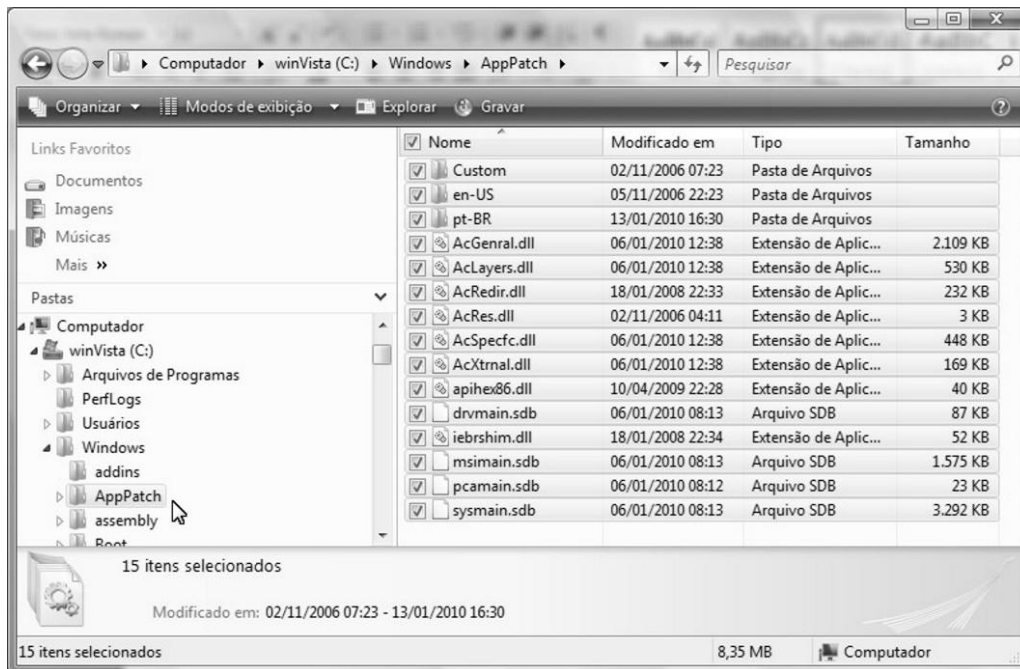 Computador winVista (C:) Windows AppPatch Pesquisar
Organizar Modos de exibição Explorar Gravar
Links Favoritos
Documentos
Imagens
Músicas
Mais »
Pastas
Computador
winVista (C:)
Arquivos de Programas
PerfLogs
Usuários
Windows
addins
AppPatch
assembly
Boot
Nome Modificado em Tipo Tamanho
Custom 02/11/2006 07:23 Pasta de Arquivos
en-US 05/11/2006 22:23 Pasta de Arquivos
pt-BR 13/01/2010 16:30 Pasta de Arquivos
AcGenral.dll 06/01/2010 12:38 Extensão de Aplic... 2.109 KB
AcLayers.dll 06/01/2010 12:38 Extensão de Aplic... 530 KB
AcRedir.dll 18/01/2008 22:33 Extensão de Aplic... 232 KB
AcRes.dll 02/11/2006 04:11 Extensão de Aplic... 3 KB
AcSpecfc.dll 06/01/2010 12:38 Extensão de Aplic... 448 KB
AcXtrnal.dll 06/01/2010 12:38 Extensão de Aplic... 169 KB
apihex86.dll 10/04/2009 22:28 Extensão de Aplic... 40 KB
drvmain.sdb 06/01/2010 08:13 Arquivo SDB 87 KB
iebrshim.dll 18/01/2008 22:34 Extensão de Aplic... 52 KB
msimain.sdb 06/01/2010 08:13 Arquivo SDB 1.575 KB
pcamain.sdb 06/01/2010 08:12 Arquivo SDB 23 KB
sysmain.sdb 06/01/2010 08:13 Arquivo SDB 3.292 KB
15 itens selecionados
Modificado em: 02/11/2006 07:23 - 13/01/2010 16:30
15 itens selecionados 8,35 MB Computador